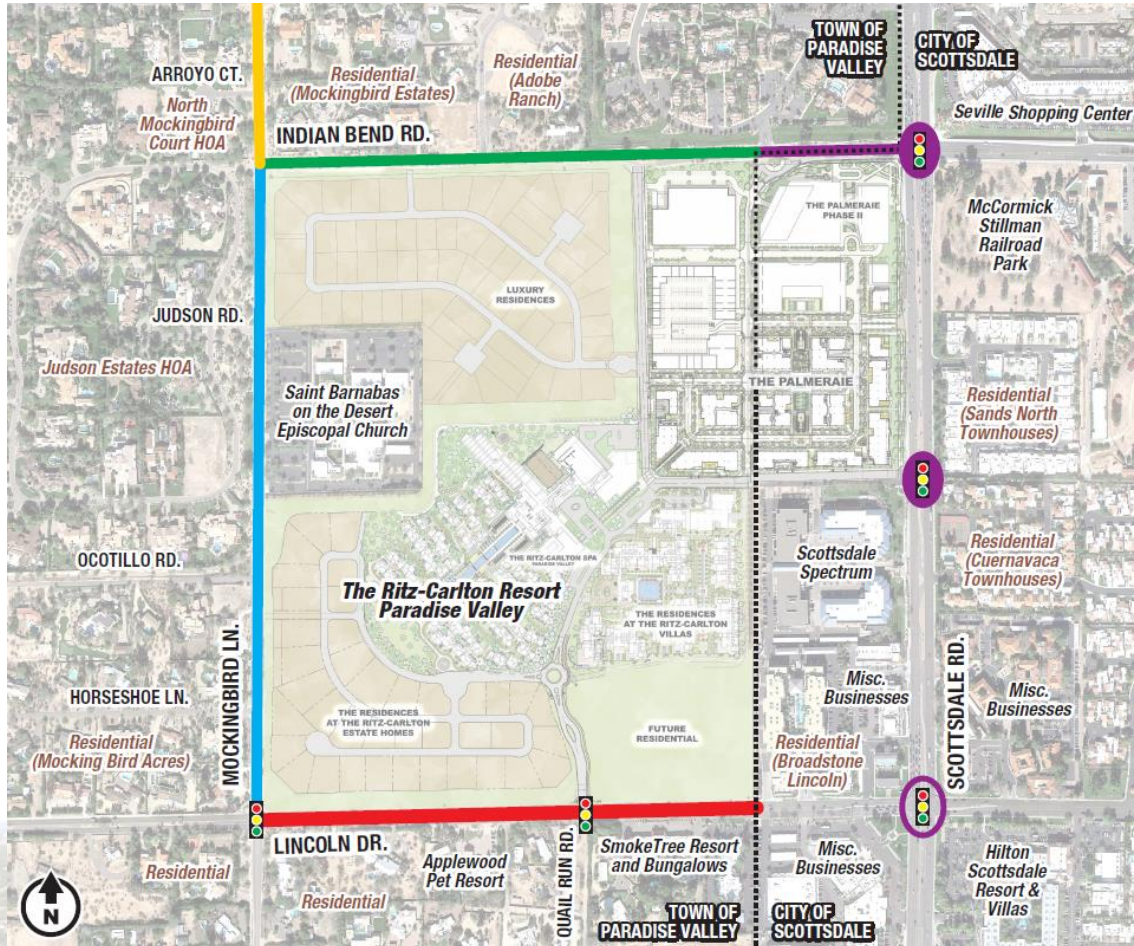 TOWN OF
PARADISE
VALLEY
CITY OF
SCOTTSDALE
ARROYO CT.
Residential
(Mockingbird Estates)
Residential
(Adobe
Ranch)
North
Mockingbird
Court HOA
Seville Shopping Center
INDIAN BEND RD.
THE PALMERAIE
PHASE II
McCormick
Stillman
Railroad
Park
LUXURY
RESIDENCES
JUDSON RD.
Judson Estates HOA
Saint Barnabas
on the Desert
Episcopal Church
THE PALMERAIE
Residential
(Sands North
Townhouses)
OCOTILLO RD.
THE RITZ-CARLTON SPA
PARADISE VALLEY
The Ritz-Carlton Resort
Paradise Valley
Scottsdale
Spectrum
Residential
(Cuernavaca
Townhouses)
THE RESIDENCES
AT THE RITZ-CARLTON
VILLAS
MOCKINGBIRD LN.
HORSESHOE LN.
Residential
(Mocking Bird Acres)
THE RESIDENCES
AT THE RITZ-CARLTON
ESTATE HOMES
FUTURE
RESIDENTIAL
Misc.
Businesses
SCOTTSDALE RD.
Misc.
Businesses
Residential
(Broadstone
Lincoln)
LINCOLN DR.
Residential
Applewood
Pet Resort
QUAIL RUN RD.
SmokeTree Resort
and Bungalows
Misc.
Businesses
Hilton
Scottsdale
Resort &
Villas
Residential
N
TOWN OF
PARADISE VALLEY
CITY OF
SCOTTSDALE